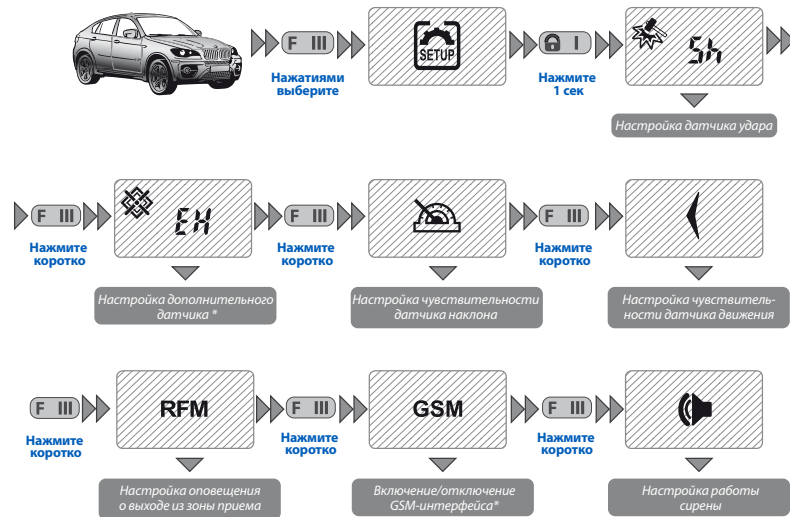 F III
SETUP
I
Sh
Нажатиями
выберите
Нажмите
1 сек
Настройка датчика удара
F III
EH
F III
F III
Нажмите
коротко
Нажмите
коротко
Нажмите
коротко
Настройка дополнительного
датчика *
Настройка чувствительности
датчика наклона
Настройка чувствитель-
ности датчика движения
F III
RFM
F III
GSM
F III
Нажмите
коротко
Нажмите
коротко
Нажмите
коротко
Настройка оповещения
о выходе из зоны приема
Включение/отключение
GSM-интерфейса*
Настройка работы
сирены